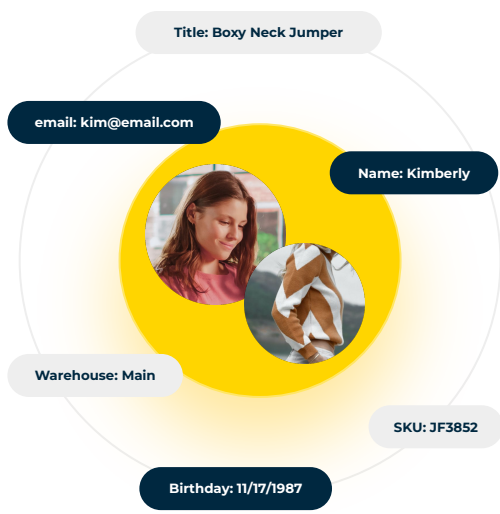 Title: Boxy Neck Jumper
email: kim@email.com
Name: Kimberly
Warehouse: Main
SKU: JF3852
Birthday: 11/17/1987